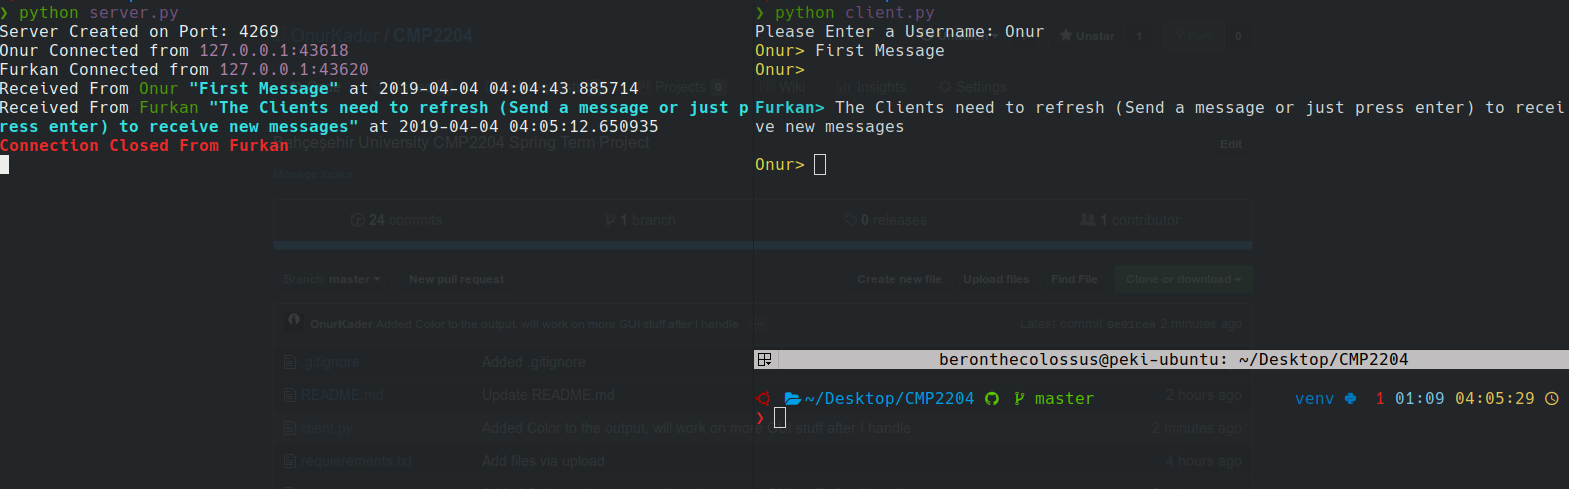 ❯ python server.py
Server Created on Port: 4269
Onur Connected from 127.0.0.1:43618
Furkan Connected from 127.0.0.1:43620
Received From Onur "First Message" at 2019-04-04 04:04:43.885714
Received From Furkan "The Clients need to refresh (Send a message or just p
ress enter) to receive new messages" at 2019-04-04 04:05:12.650935
Connection Closed From Furkan
❯ python client.py
Please Enter a Username: Onur
Onur> First Message
Onur>
Furkan> The Clients need to refresh (Send a message or just press enter) to recei
ve new messages
Onur>
beronthecolossus@peki-ubuntu: ~/Desktop/CMP2204
~/Desktop/CMP2204 master
venv 1 01:09 04:05:29
❯
OnurKader / CMP2204
Unstar 1
0
Projects 0
Wiki
Insights
Settings
Bahçeşehir University CMP2204 Spring Term Project
Edit
Manage topics
24 commits
1 branch
0 releases
1 contributor
Branch: master
New pull request
Create new file
Upload files
Find File
Clone or download
OnurKader Added Color to the output, will work on more GUI stuff after I handle
Latest commit
2 minutes ago
.gitignore
Added .gitignore
README.md
Update README.md
2 hours ago
client.py
Added Color to the output, will work on more GUI stuff after I handle
2 minutes ago
requierements.txt
Add files via upload
4 hours ago